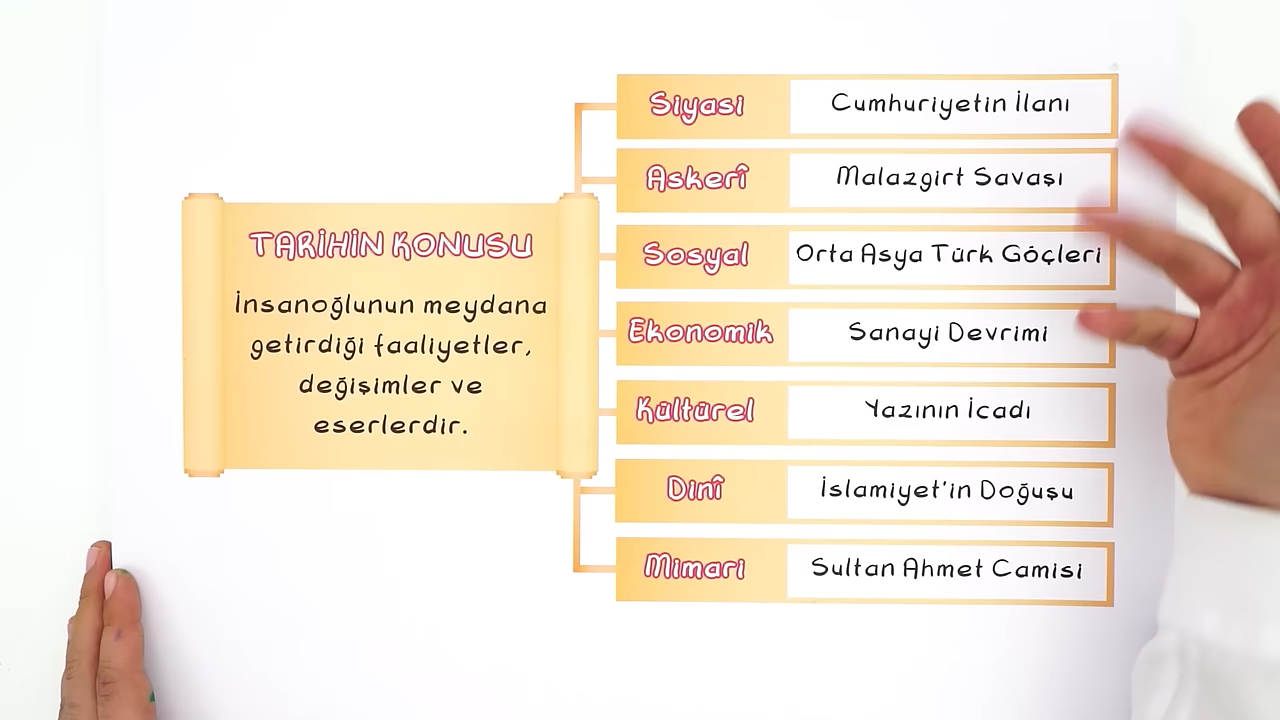 TARİHİN KONUSU
İnsanoğlunun meydana
getirdiği faaliyetler,
değişimler ve
eserlerdir.
Siyasi Cumhuriyetin İlanı
Askerî Malazgirt Savaşı
Sosyal Orta Asya Türk Göçleri
Ekonomik Sanayi Devrimi
Kültürel Yazının İcadı
Dinî İslamiyet'in Doğuşu
Mimari Sultan Ahmet Camisi